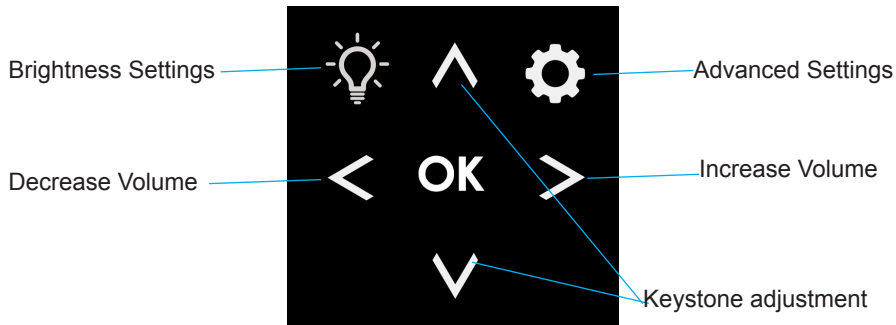 Brightness Settings
Advanced Settings
Decrease Volume
OK
Increase Volume
Keystone adjustment